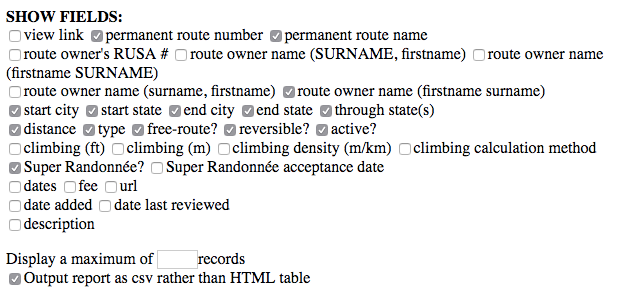 SHOW FIELDS:
view link permanent route number permanent route name
route owner's RUSA # route owner name (SURNAME, firstname) route owner name
(firstname SURNAME)
route owner name (surname, firstname) route owner name (firstname surname)
start city start state end city end state through state(s)
distance type free-route? reversible? active?
climbing (ft) climbing (m) climbing density (m/km) climbing calculation method
Super Randonnée? Super Randonnée acceptance date
dates fee url
date added date last reviewed
description
Display a maximum of records
Output report as csv rather than HTML table